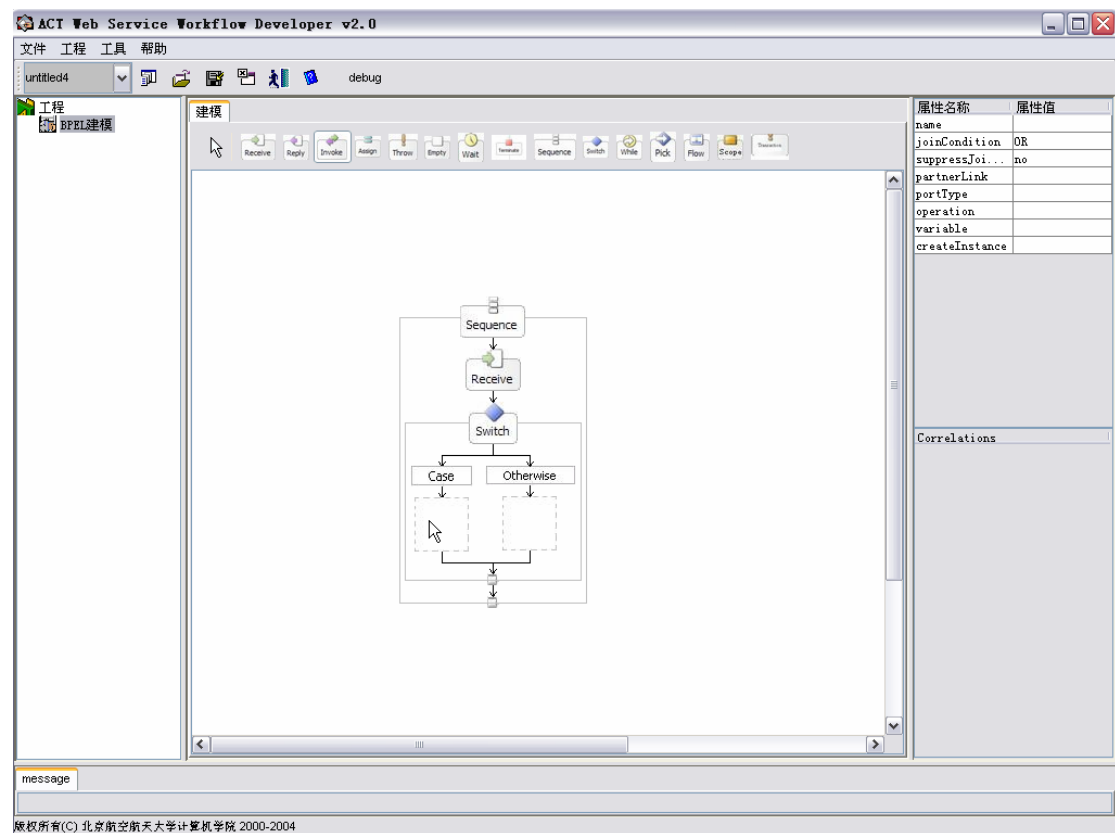 ACT Web Service Workflow Developer v2.0
文件 工程 工具 帮助
untitled4 debug
工程
BPEL建模
建模
Receive Reply Invoke Assign Throw Empty Wait Terminate Sequence Switch While Pick Flow Scope
Sequence
Receive
Switch
Case Otherwise
属性名称 属性值
name
joinCondition OR
suppressJoi... no
partnerLink
portType
operation
variable
createInstance
Correlations
message
版权所有(C) 北京航空航天大学计算机学院 2000-2004